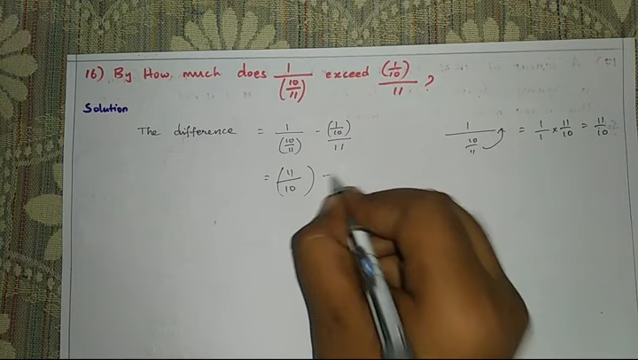 16) By How much does 1/(10/11) exceed (1/10)/11 ?
Solution
The difference = 1/(10/11) - (1/10)/11
1/(10/11) = 1/1 × 11/10 = 11/10
= (11/10) -